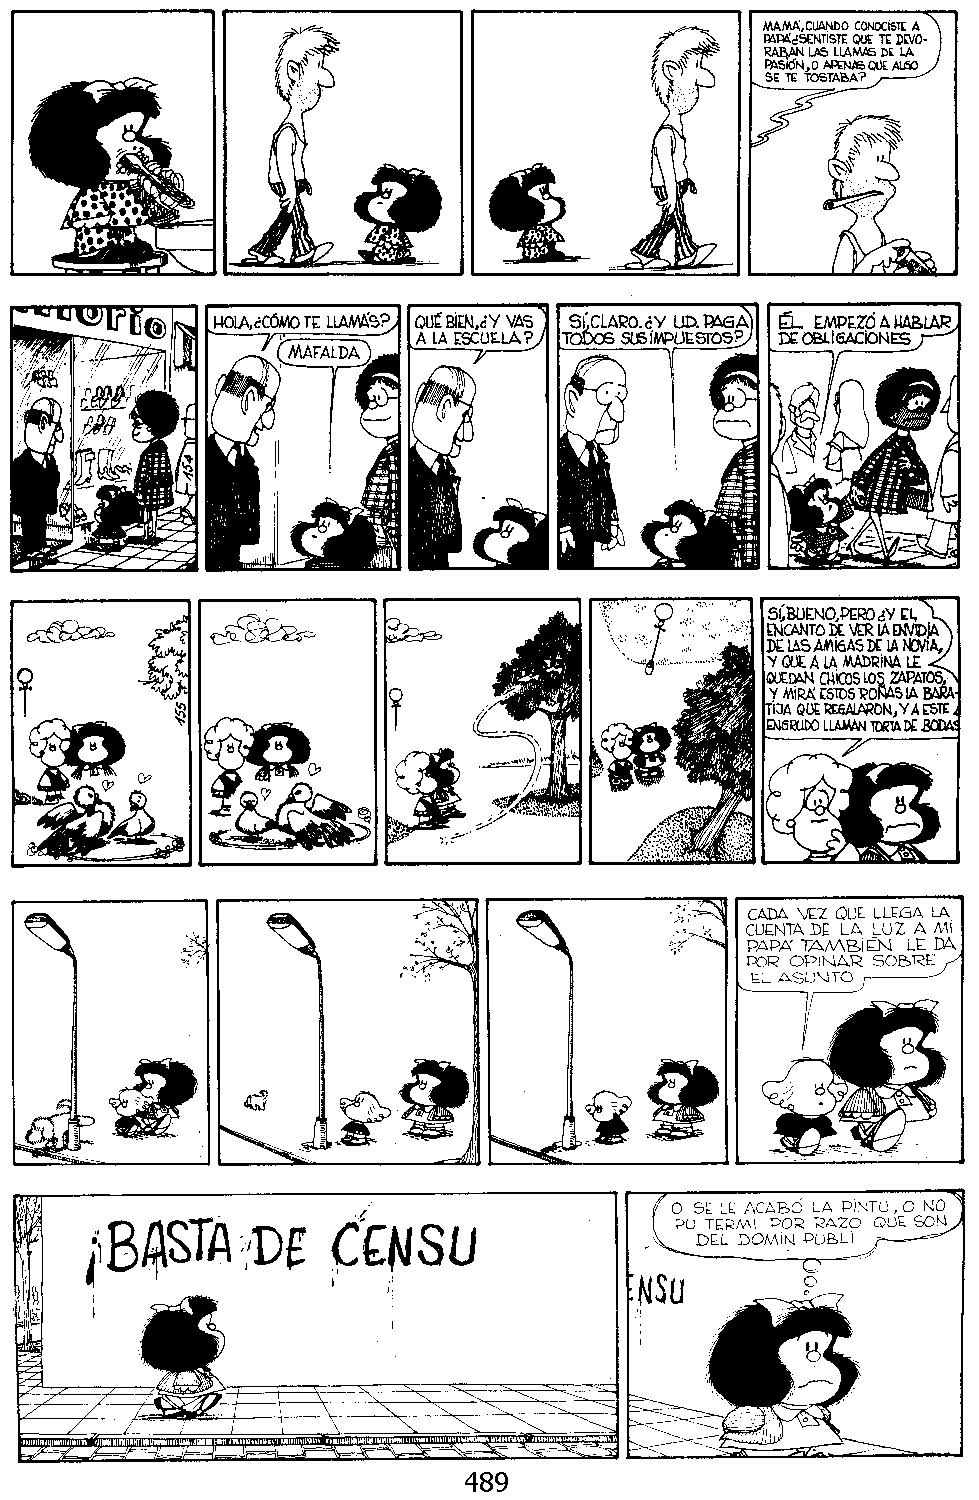 MAMÁ, CUANDO CONOCISTE A
PAPÁ ¿SENTISTE QUE TE DEVO-
RABAN LAS LLAMAS DE LA
PASIÓN, O APENAS QUE ALGO
SE TE TOSTABA?
HOLA, ¿CÓMO TE LLAMÁS?
MAFALDA
QUÉ BIEN, ¿Y VAS
A LA ESCUELA?
SÍ, CLARO. ¿Y UD. PAGA
TODOS SUS IMPUESTOS?
ÉL EMPEZÓ A HABLAR
DE OBLIGACIONES
154
155
SÍ, BUENO, PERO ¿Y EL
ENCANTO DE VER LA ENVIDIA
DE LAS AMIGAS DE LA NOVIA,
Y QUE A LA MADRINA LE
QUEDAN CHICOS LOS ZAPATOS,
Y MIRÁ ESTOS ROÑAS LA BARA-
TIJA QUE REGALARON, Y A ESTE
ENGRUDO LLAMAN TORTA DE BODAS
CADA VEZ QUE LLEGA LA
CUENTA DE LA LUZ A MI
PAPÁ TAMBIÉN LE DA
POR OPINAR SOBRE
EL ASUNTO
¡BASTA DE CENSU
O SE LE ACABÓ LA PINTU, O NO
PU TERMI POR RAZO QUE SON
DEL DOMIN PUBLI
ENSU
489